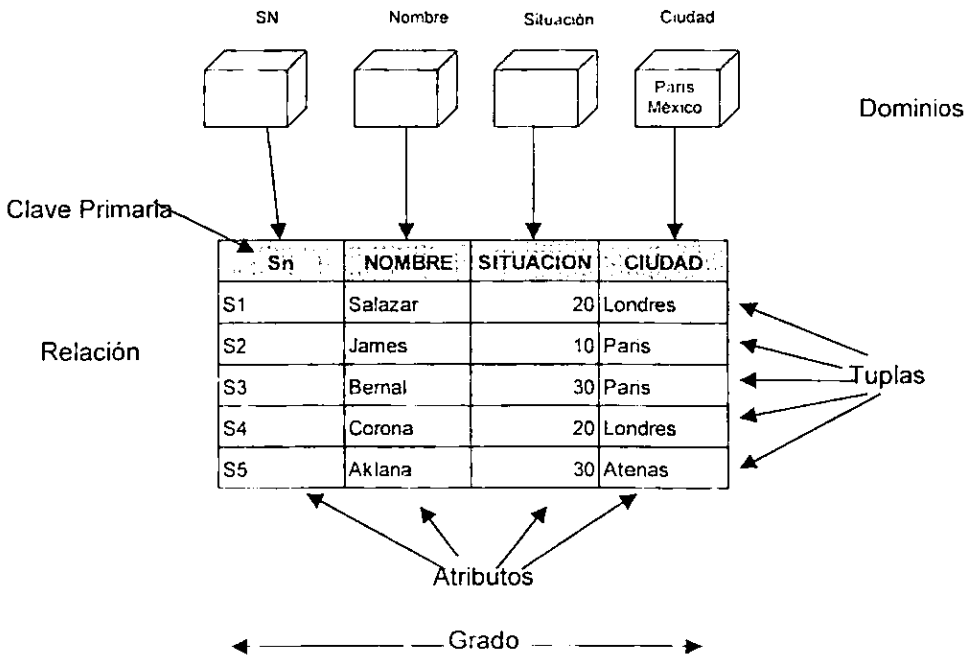 SN Nombre Situación Ciudad
Paris
México
Dominios
Clave Primaria
Sn NOMBRE SITUACION CIUDAD
S1 Salazar 20 Londres
S2 James 10 Paris
S3 Bernal 30 Paris
S4 Corona 20 Londres
S5 Aklana 30 Atenas
Relación
Tuplas
Atributos
Grado